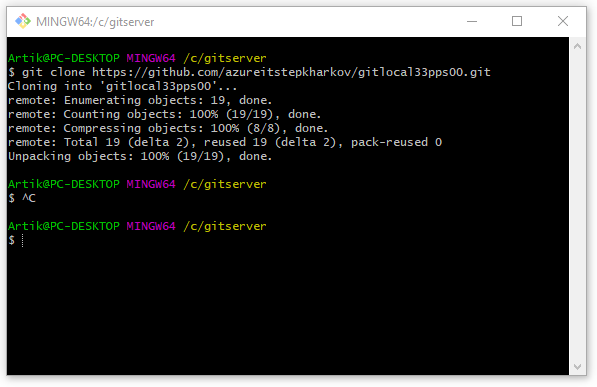 MINGW64:/c/gitserver
Artik@PC-DESKTOP MINGW64 /c/gitserver
$ git clone https://github.com/azureitstepkharkov/gitlocal33pps00.git
Cloning into 'gitlocal33pps00'...
remote: Enumerating objects: 19, done.
remote: Counting objects: 100% (19/19), done.
remote: Compressing objects: 100% (8/8), done.
remote: Total 19 (delta 2), reused 19 (delta 2), pack-reused 0
Unpacking objects: 100% (19/19), done.
Artik@PC-DESKTOP MINGW64 /c/gitserver
$ ^C
Artik@PC-DESKTOP MINGW64 /c/gitserver
$